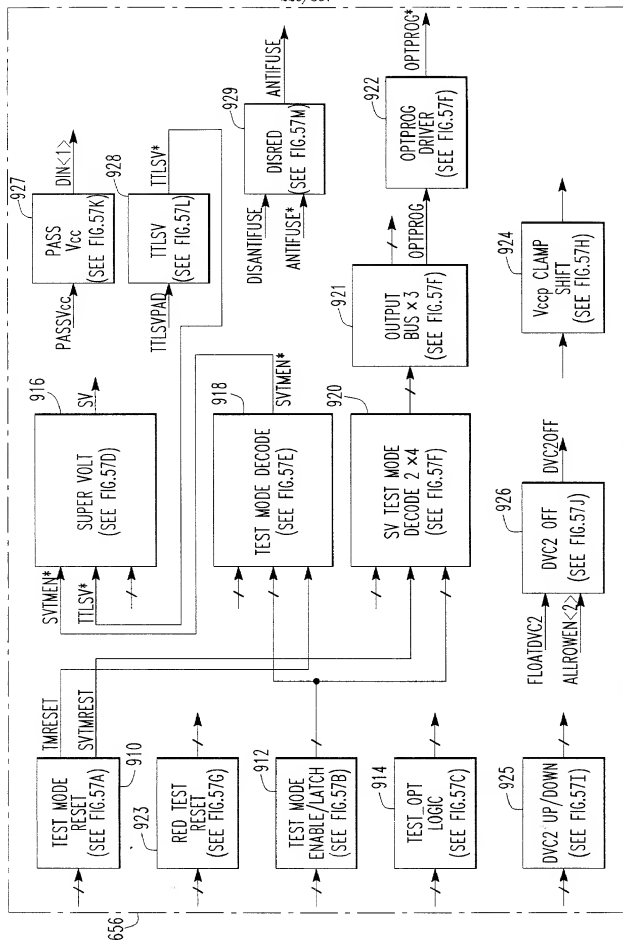 656
TEST MODE
RESET
(SEE FIG.57A)
910
TMRESET
SVTMREST
923
RED TEST
RESET
(SEE FIG.57G)
912
TEST MODE
ENABLE/LATCH
(SEE FIG.57B)
914
TEST_OPT
LOGIC
(SEE FIG.57C)
925
DVC2 UP/DOWN
(SEE FIG.57I)
SVTMEN*
TTLSV*
916
SUPER VOLT
(SEE FIG.57D)
SV
918
TEST MODE DECODE
(SEE FIG.57E)
SVTMEN*
920
SV TEST MODE
DECODE 2 ×4
(SEE FIG.57F)
FLOATDVC2
ALLROWEN<2>
926
DVC2 OFF
(SEE FIG.57J)
DVC2OFF
927
PASSVcc
PASS
Vcc
(SEE FIG.57K)
DIN<1>
928
TTLSVPAD
TTLSV
(SEE FIG.57L)
TTLSV*
929
DISANTIFUSE
ANTIFUSE*
DISRED
(SEE FIG.57M)
ANTIFUSE
921
OUTPUT
BUS ×3
(SEE FIG.57F)
OPTPROG
922
OPTPROG
DRIVER
(SEE FIG.57F)
OPTPROG*
924
Vccp CLAMP
SHIFT
(SEE FIG.57H)